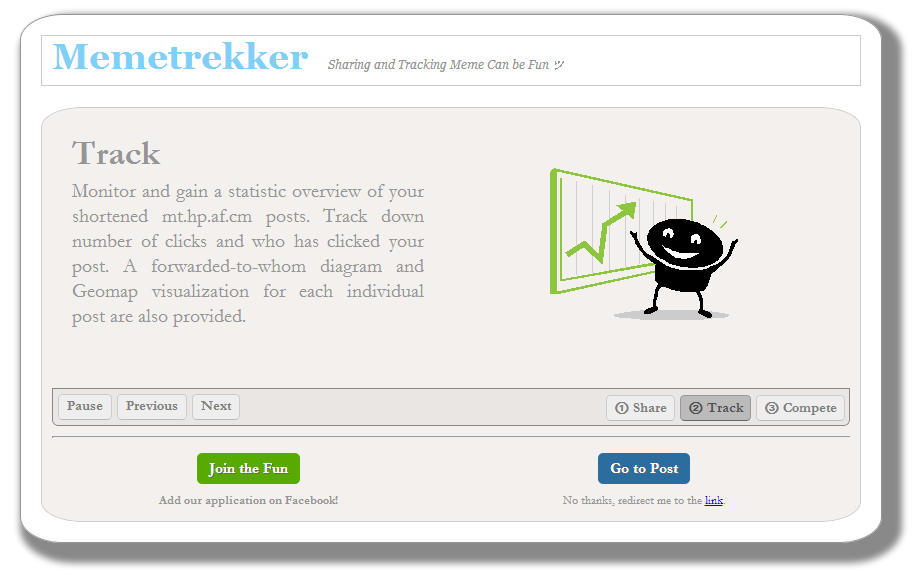 Memetrekker
Sharing and Tracking Meme Can be Fun ツ
Track
Monitor and gain a statistic overview of your
shortened mt.hp.af.cm posts. Track down
number of clicks and who has clicked your
post. A forwarded-to-whom diagram and
Geomap visualization for each individual
post are also provided.
Pause Previous Next ① Share ② Track ③ Compete
Join the Fun Go to Post
Add our application on Facebook! No thanks, redirect me to the link.